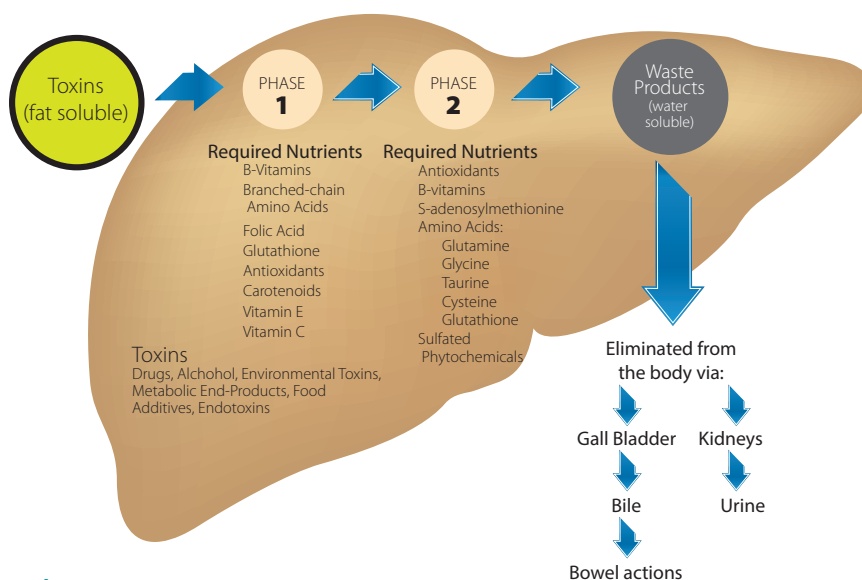 Toxins
(fat soluble)
PHASE
1
PHASE
2
Waste
Products
(water
soluble)
Required Nutrients
B-Vitamins
Branched-chain
Amino Acids
Folic Acid
Glutathione
Antioxidants
Carotenoids
Vitamin E
Vitamin C
Required Nutrients
Antioxidants
B-vitamins
S-adenosylmethionine
Amino Acids:
Glutamine
Glycine
Taurine
Cysteine
Glutathione
Sulfated
Phytochemicals
Toxins
Drugs, Alchohol, Environmental Toxins,
Metabolic End-Products, Food
Additives, Endotoxins
Eliminated from
the body via:
Gall Bladder
Bile
Bowel actions
Kidneys
Urine